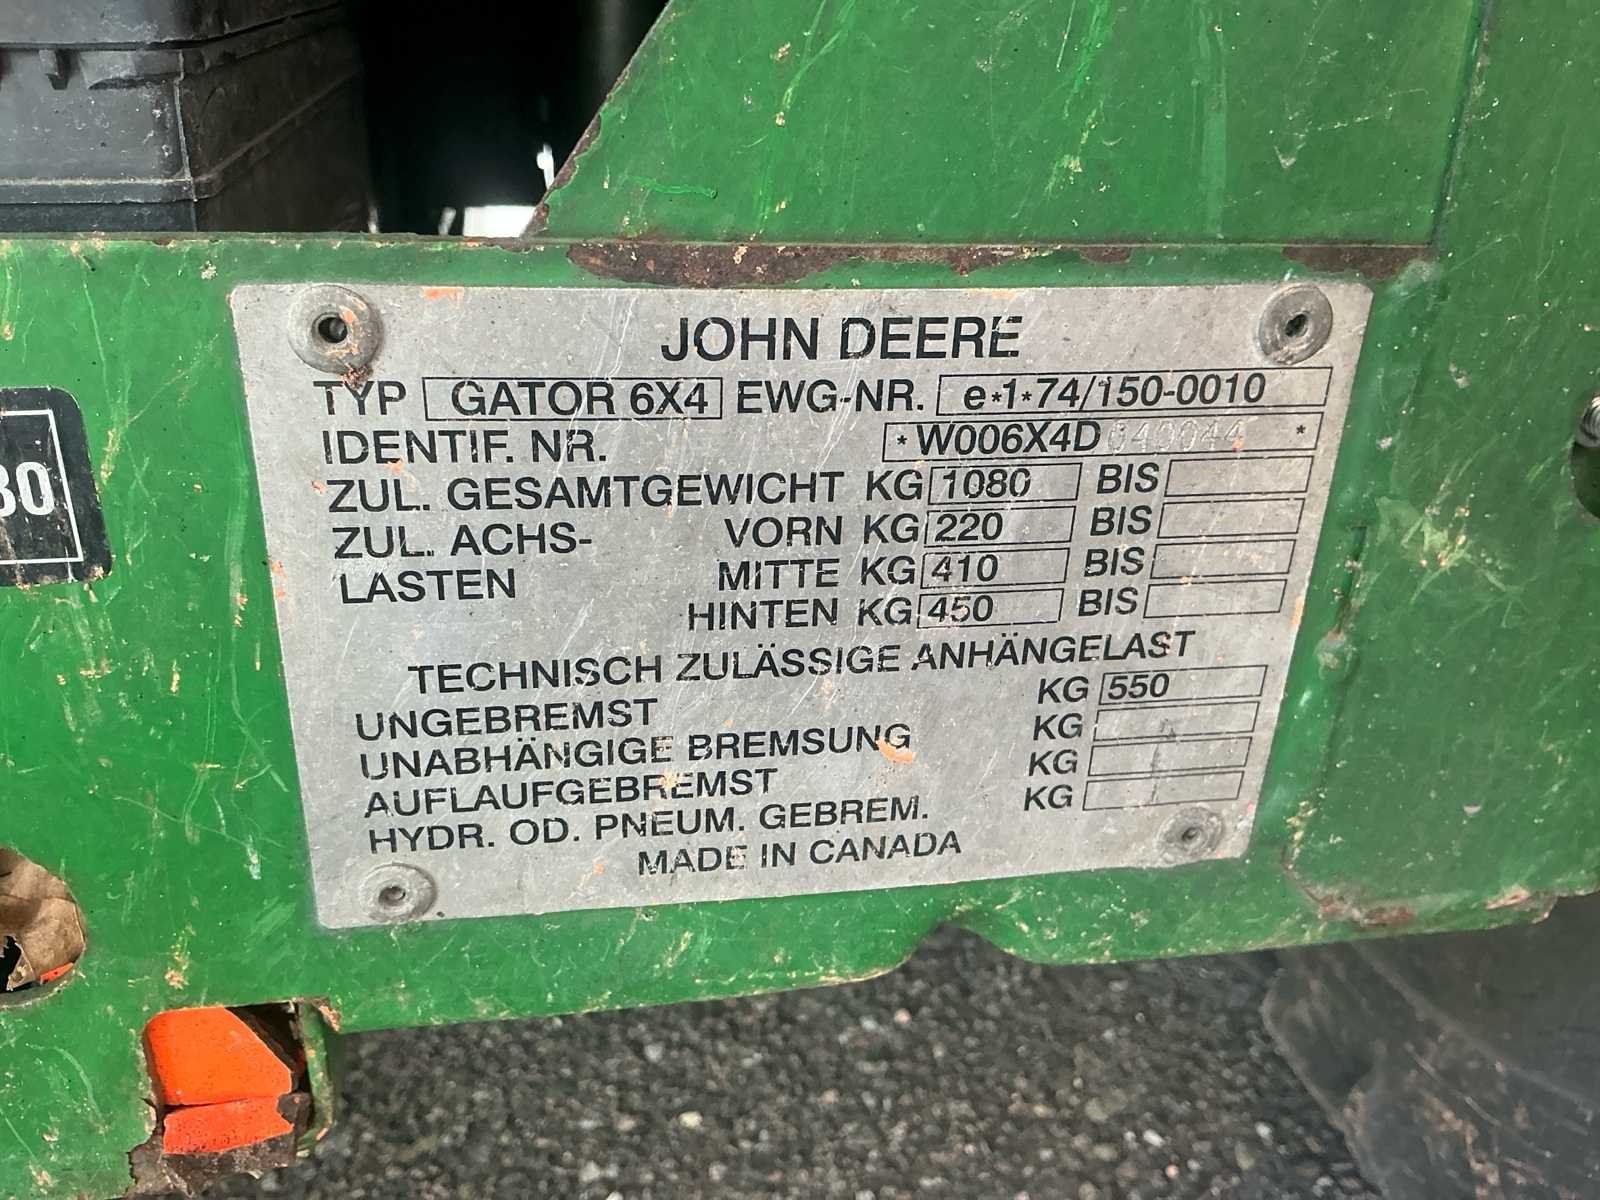 JOHN DEERE
TYP GATOR 6X4 EWG-NR. e*1*74/150-0010
IDENTIF. NR. *W006X4D040044 *
ZUL. GESAMTGEWICHT KG 1080 BIS
ZUL. ACHS- VORN KG 220 BIS
LASTEN MITTE KG 410 BIS
HINTEN KG 450 BIS
TECHNISCH ZULÄSSIGE ANHÄNGELAST
UNGEBREMST KG 550
UNABHÄNGIGE BREMSUNG KG
AUFLAUFGEBREMST KG
HYDR. OD. PNEUM. GEBREM. KG
MADE IN CANADA